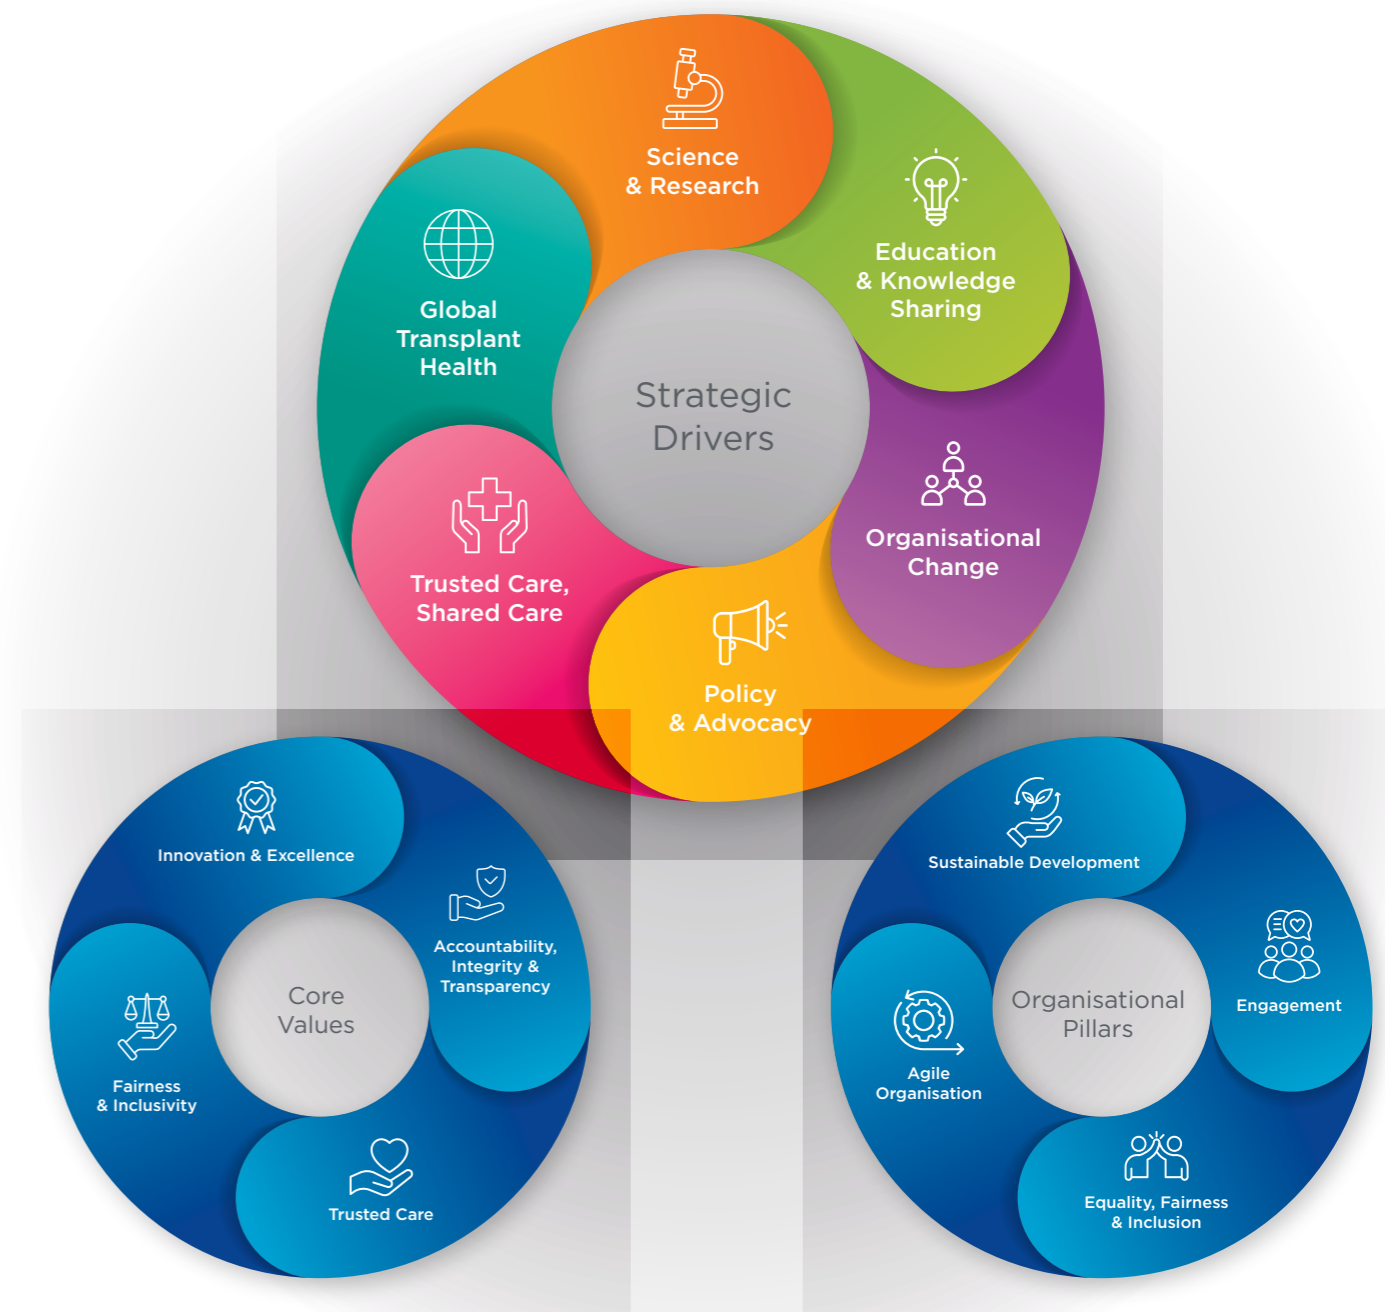 Science
& Research
Education
& Knowledge
Sharing
Global
Transplant
Health
Strategic
Drivers
Organisational
Change
Trusted Care,
Shared Care
Policy
& Advocacy
Innovation & Excellence
Accountability,
Integrity &
Transparency
Core
Values
Fairness
& Inclusivity
Trusted Care
Sustainable Development
Engagement
Organisational
Pillars
Agile
Organisation
Equality, Fairness
& Inclusion